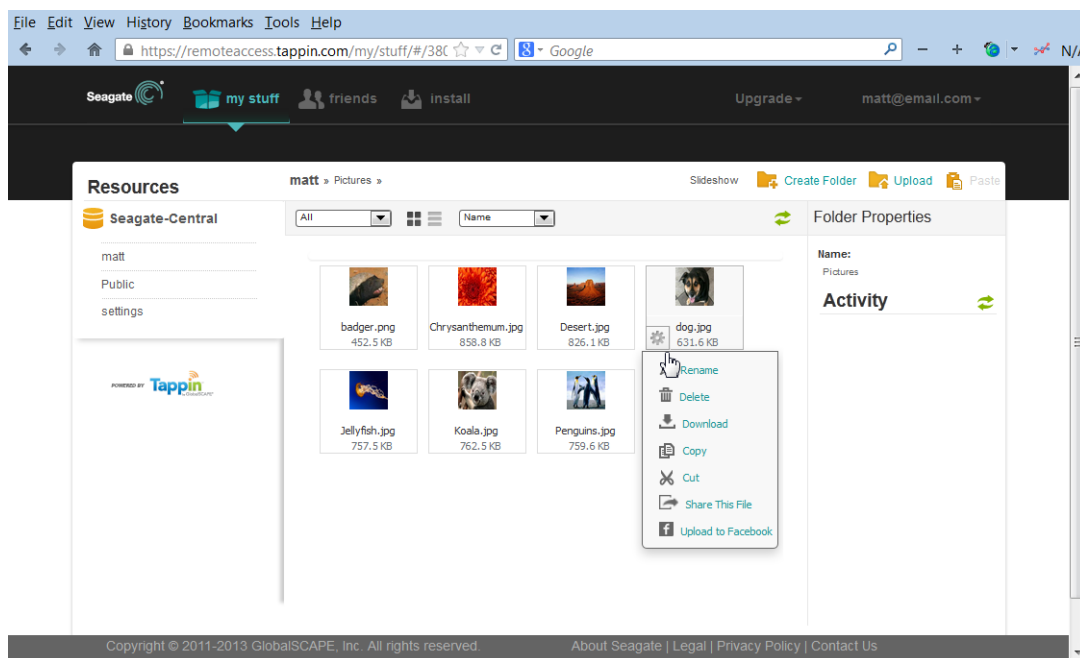 File Edit View History Bookmarks Tools Help
https://remoteaccess.tappin.com/my/stuff/#/380 Google N/
Seagate my stuff friends install Upgrade matt@email.com
Resources matt » Pictures » Slideshow Create Folder Upload Paste
Seagate-Central All Name Folder Properties
matt
Public
settings
Name:
Pictures
Activity
badger.png Chrysanthemum.jpg Desert.jpg dog.jpg
452.5 KB 858.8 KB 826.1 KB 631.6 KB
Rename
Delete
Download
Copy
Cut
Share This File
Upload to Facebook
POWERED BY Tappin
by GlobalSCAPE
Jellyfish.jpg Koala.jpg Penguins.jpg
757.5 KB 762.5 KB 759.6 KB
Copyright © 2011-2013 GlobalSCAPE, Inc. All rights reserved. About Seagate | Legal | Privacy Policy | Contact Us